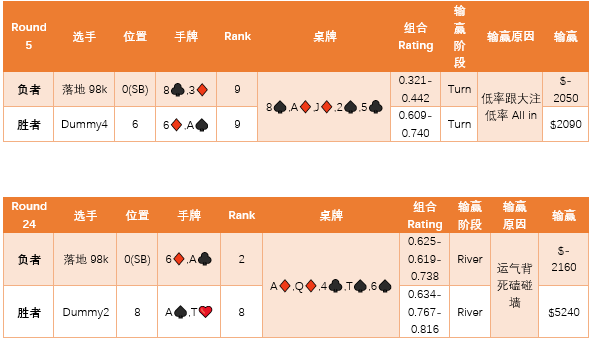 Round 5 选手 位置 手牌 Rank 桌牌 组合 Rating 输赢阶段 输赢原因 输赢
负者 落地 98k 0(SB) 8♣,3♦ 9 8♠,A♦,J♦,2♠,5♣ 0.321-0.442 Turn 低率跟大注 低率 All in $-2050
胜者 Dummy4 6 6♦,A♠ 9 0.609-0.740 Turn $2090
Round 24 选手 位置 手牌 Rank 桌牌 组合 Rating 输赢阶段 输赢原因 输赢
负者 落地 98k 0(SB) 6♦,A♣ 2 A♦,Q♦,4♣,T♠,6♠ 0.625-0.619-0.738 River 运气背 死磕碰墙 $-2160
胜者 Dummy2 8 A♠,T♥ 8 0.634-0.767-0.816 River $5240